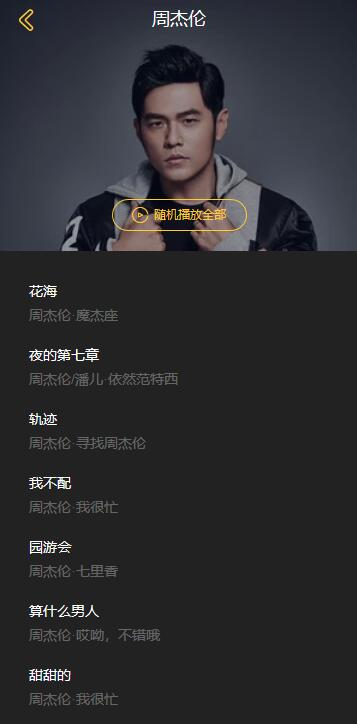 周杰伦
随机播放全部
花海
周杰伦·魔杰座
夜的第七章
周杰伦/潘儿·依然范特西
轨迹
周杰伦·寻找周杰伦
我不配
周杰伦·我很忙
园游会
周杰伦·七里香
算什么男人
周杰伦·哎呦，不错哦
甜甜的
周杰伦·我很忙